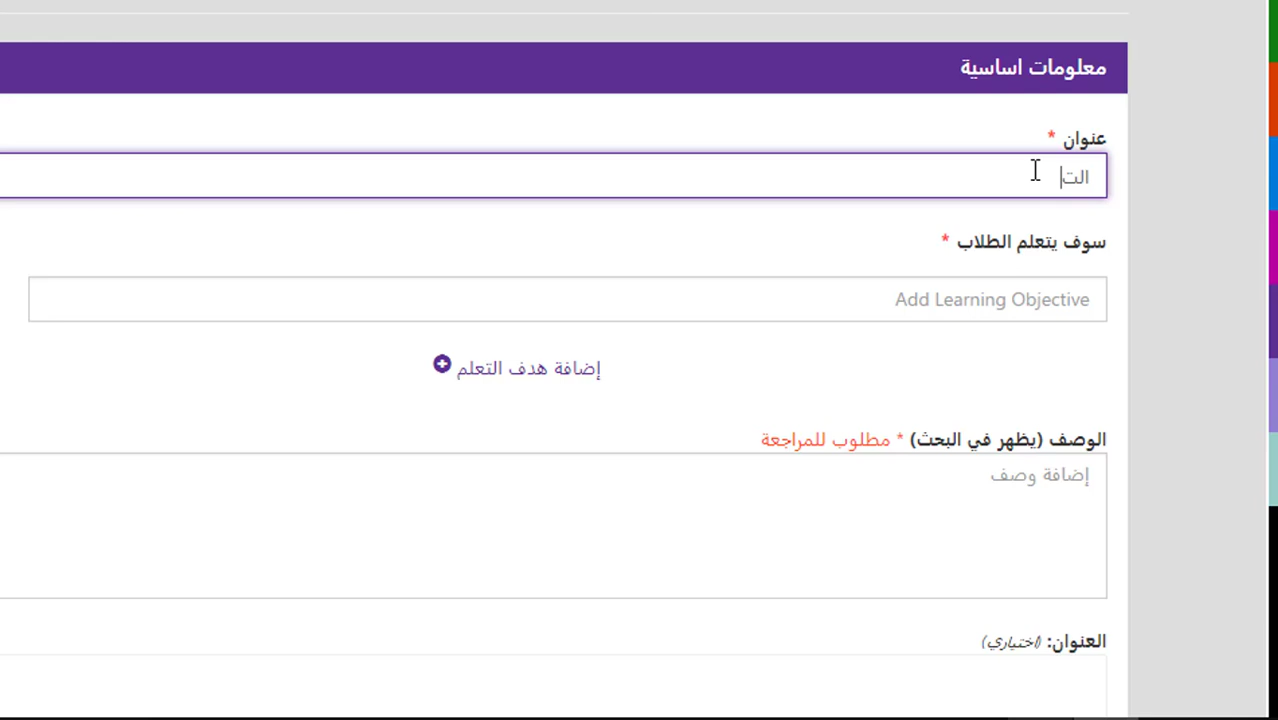 معلومات اساسية
عنوان *
الت
سوف يتعلم الطلاب *
Add Learning Objective
إضافة هدف التعلم
الوصف (يظهر في البحث) * مطلوب للمراجعة
إضافة وصف
العنوان: (اختياري)